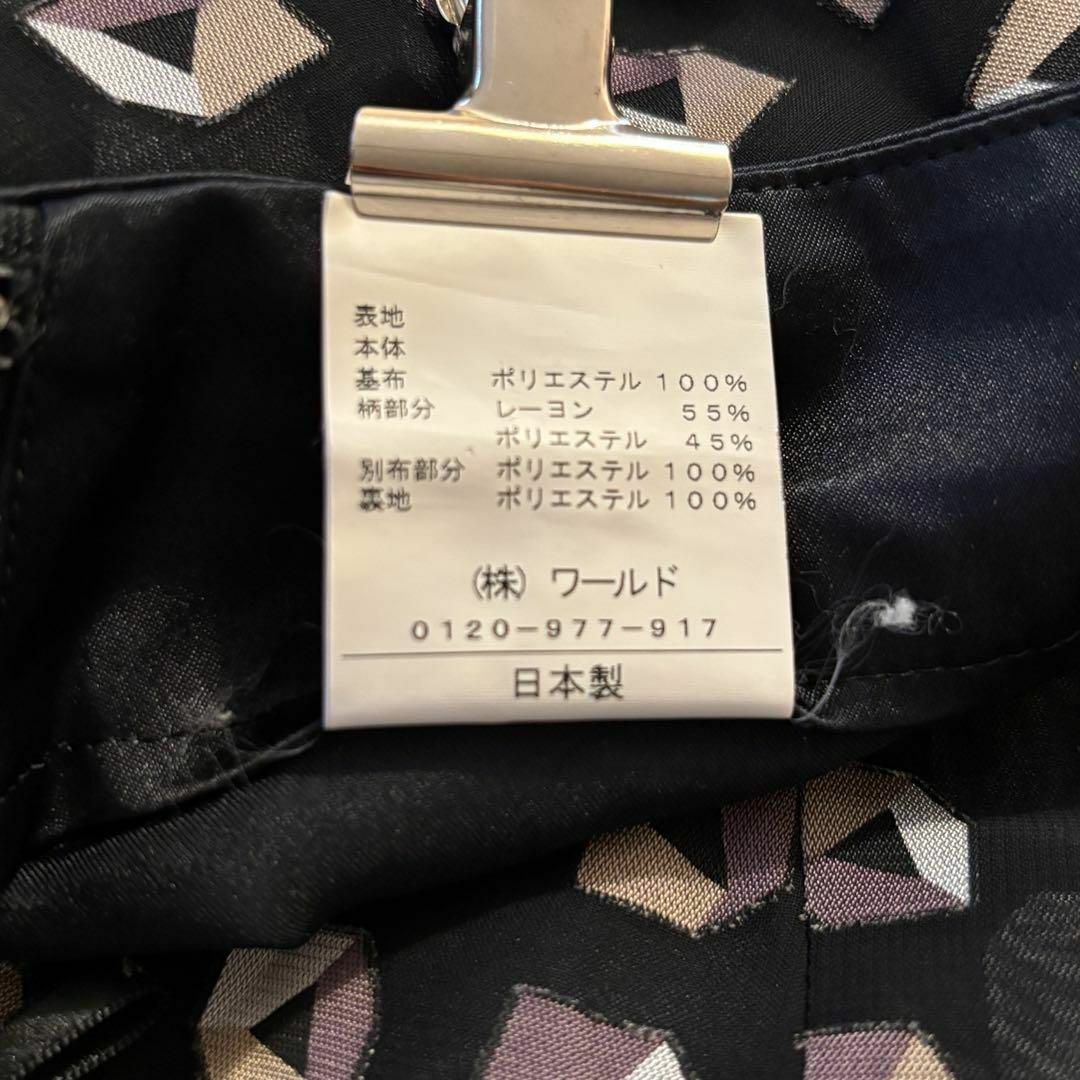 表地
本体
基布 ポリエステル 100%
柄部分 レーヨン 55%
ポリエステル 45%
別布部分 ポリエステル 100%
裏地 ポリエステル 100%
(株) ワールド
0120-977-917
日本製